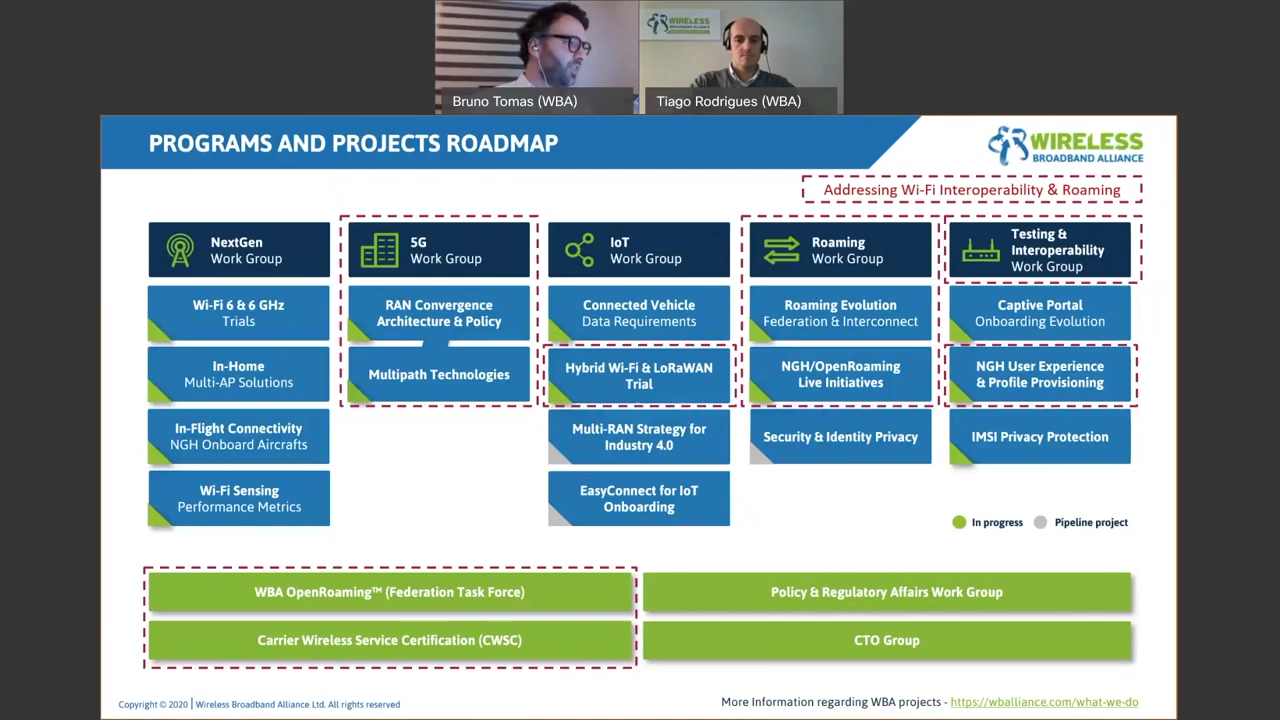 WIRELESS
BROADBAND ALLIANCE
Bruno Tomas (WBA)
Tiago Rodrigues (WBA)
PROGRAMS AND PROJECTS ROADMAP
WIRELESS
BROADBAND ALLIANCE
Addressing Wi-Fi Interoperability & Roaming
NextGen
Work Group
5G
Work Group
IoT
Work Group
Roaming
Work Group
Testing &
Interoperability
Work Group
Wi-Fi 6 & 6 GHz
Trials
RAN Convergence
Architecture & Policy
Connected Vehicle
Data Requirements
Roaming Evolution
Federation & Interconnect
Captive Portal
Onboarding Evolution
In-Home
Multi-AP Solutions
Multipath Technologies
Hybrid Wi-Fi & LoRaWAN
Trial
NGH/OpenRoaming
Live Initiatives
NGH User Experience
& Profile Provisioning
In-Flight Connectivity
NGH Onboard Aircrafts
Multi-RAN Strategy for
Industry 4.0
Security & Identity Privacy
IMSI Privacy Protection
Wi-Fi Sensing
Performance Metrics
EasyConnect for IoT
Onboarding
In progress
Pipeline project
WBA OpenRoaming™ (Federation Task Force)
Policy & Regulatory Affairs Work Group
Carrier Wireless Service Certification (CWSC)
CTO Group
Copyright © 2020 | Wireless Broadband Alliance Ltd. All rights reserved
More Information regarding WBA projects - https://wballiance.com/what-we-do